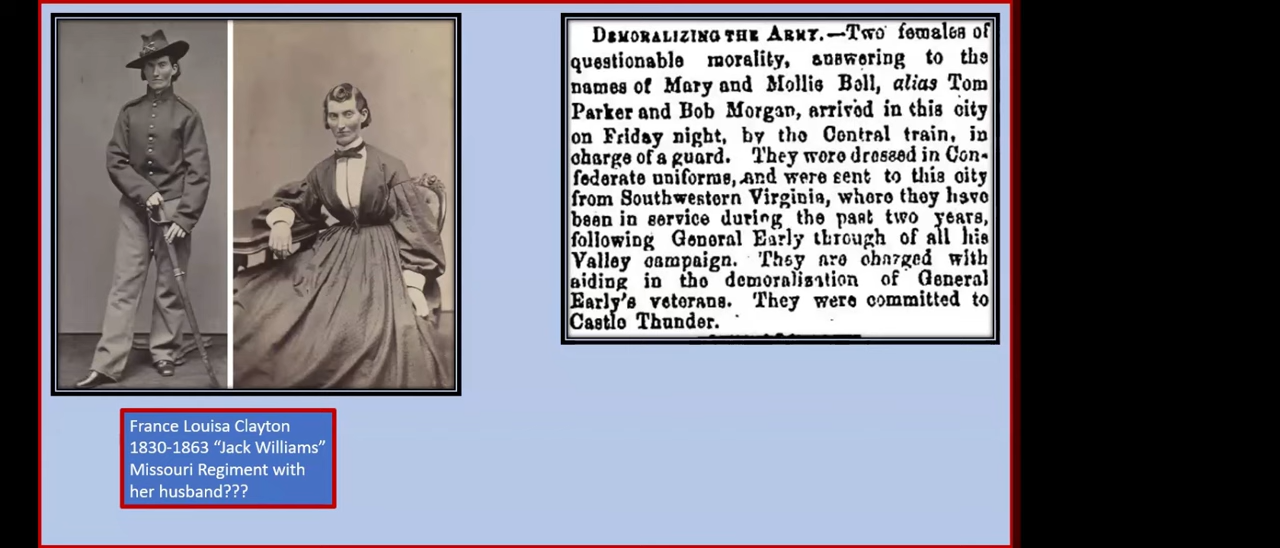 France Louisa Clayton
1830-1863 “Jack Williams”
Missouri Regiment with
her husband???
DEMORALIZING THE ARMY.—Two females of
questionable morality, answering to the
names of Mary and Mollie Bell, alias Tom
Parker and Bob Morgan, arrived in this city
on Friday night, by the Central train, in
charge of a guard. They were dressed in Con-
federate uniforms, and were sent to this city
from Southwestern Virginia, where they have
been in service during the past two years,
following General Early through of all his
Valley campaign. They are charged with
aiding in the demoralisation of General
Early's veterans. They were committed to
Castle Thunder.